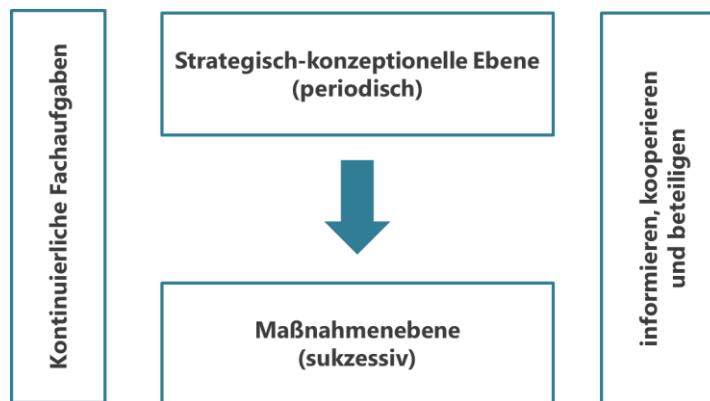 Kontinuierliche Fachaufgaben
Strategisch-konzeptionelle Ebene
(periodisch)
Maßnahmenebene
(sukzessiv)
informieren, kooperieren
und beteiligen